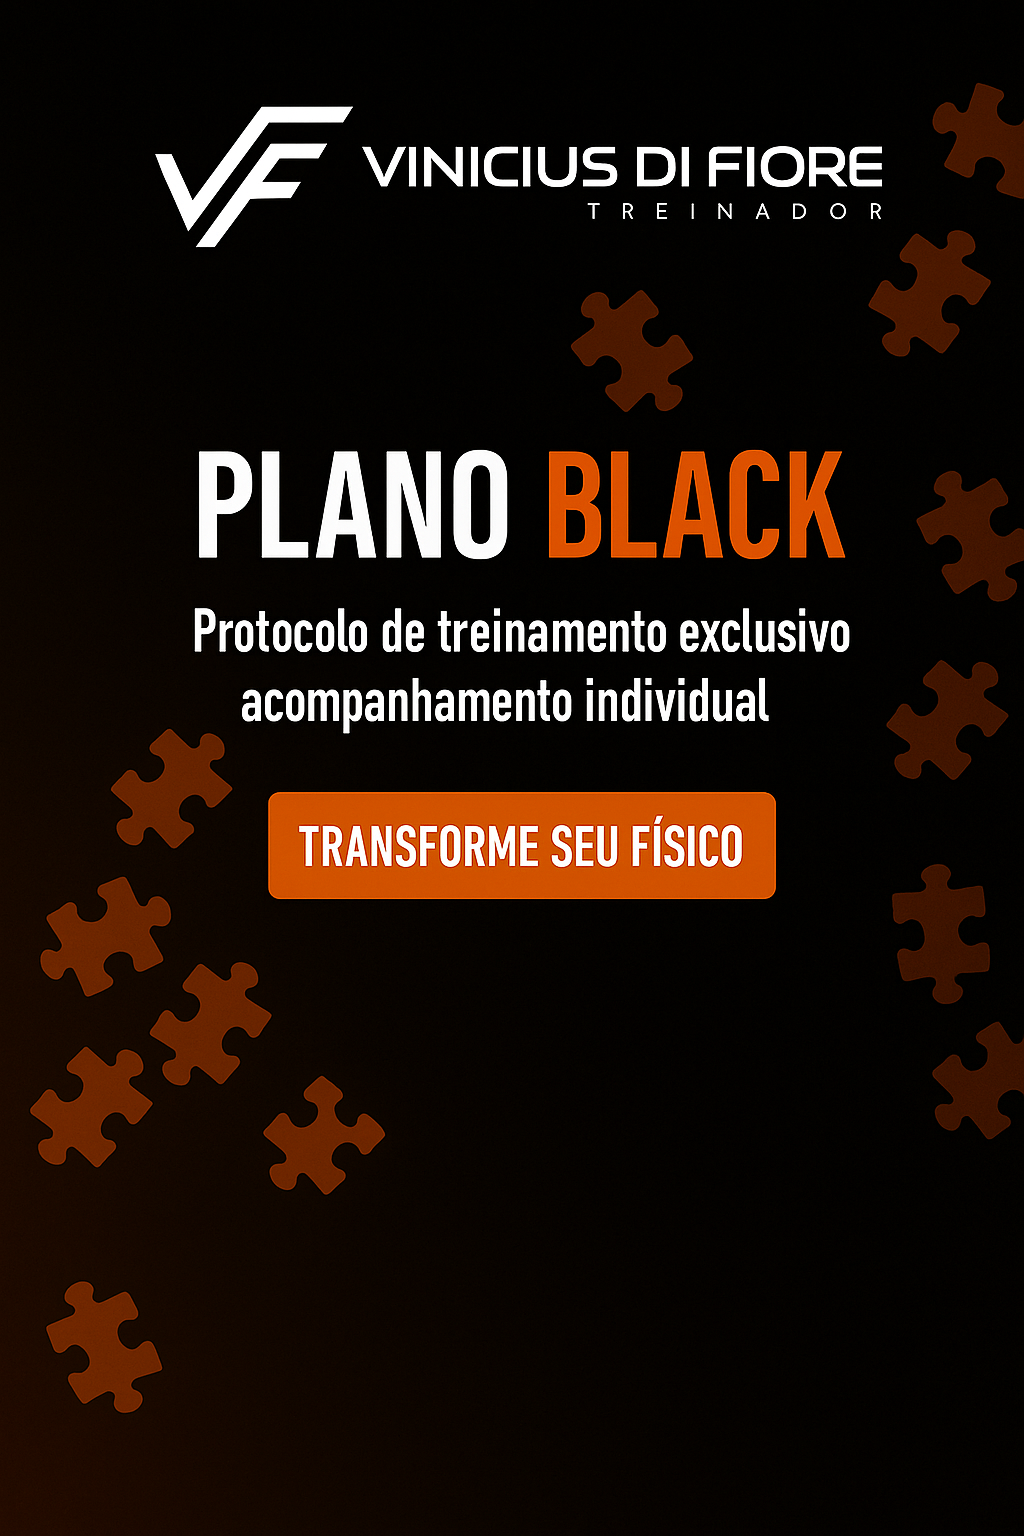 VF
VINICIUS DI FIORE
TREINADOR
PLANO BLACK
Protocolo de treinamento exclusivo
acompanhamento individual
TRANSFORME SEU FÍSICO